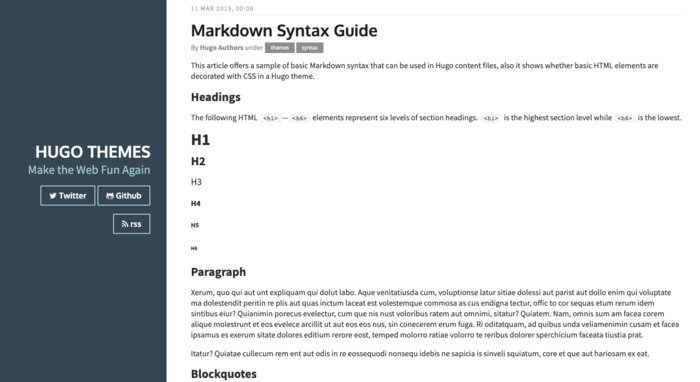 HUGO THEMES
Make the Web Fun Again
Twitter Github
rss
11 MAR 2019, 00:00
Markdown Syntax Guide
By Hugo Authors under themes syntax
This article offers a sample of basic Markdown syntax that can be used in Hugo content files, also it shows whether basic HTML elements are
decorated with CSS in a Hugo theme.
Headings
The following HTML <h1> — <h6> elements represent six levels of section headings. <h1> is the highest section level while <h6> is the lowest.
H1
H2
H3
H4
H5
H6
Paragraph
Xerum, quo qui aut unt expliquam qui dolut labo. Aque venitatiusda cum, voluptionse latur sitiae dolessi aut parist aut dollo enim qui voluptate
ma dolestendit peritin re plis aut quas inctum laceat est volestemque commosa as cus endigna tectur, offic to cor sequas etum rerum idem
sintibus eiur? Quianimin porecus evelectur, cum que nis nust voloribus ratem aut omnimi, sitatur? Quiatem. Nam, omnis sum am facea corem
alique molestrunt et eos evelece arcillit ut aut eos eos nus, sin conecerem erum fuga. Ri oditatquam, ad quibus unda veliamenimin cusam et facea
ipsamus es exerum sitate dolores editium rerore eost, temped molorro ratiae volorro te reribus dolorer sperchicium faceata tiustia prat.
Itatur? Quiatae cullecum rem ent aut odis in re eossequodi nonsequ idebis ne sapicia is sinveli squiatum, core et que aut hariosam ex eat.
Blockquotes